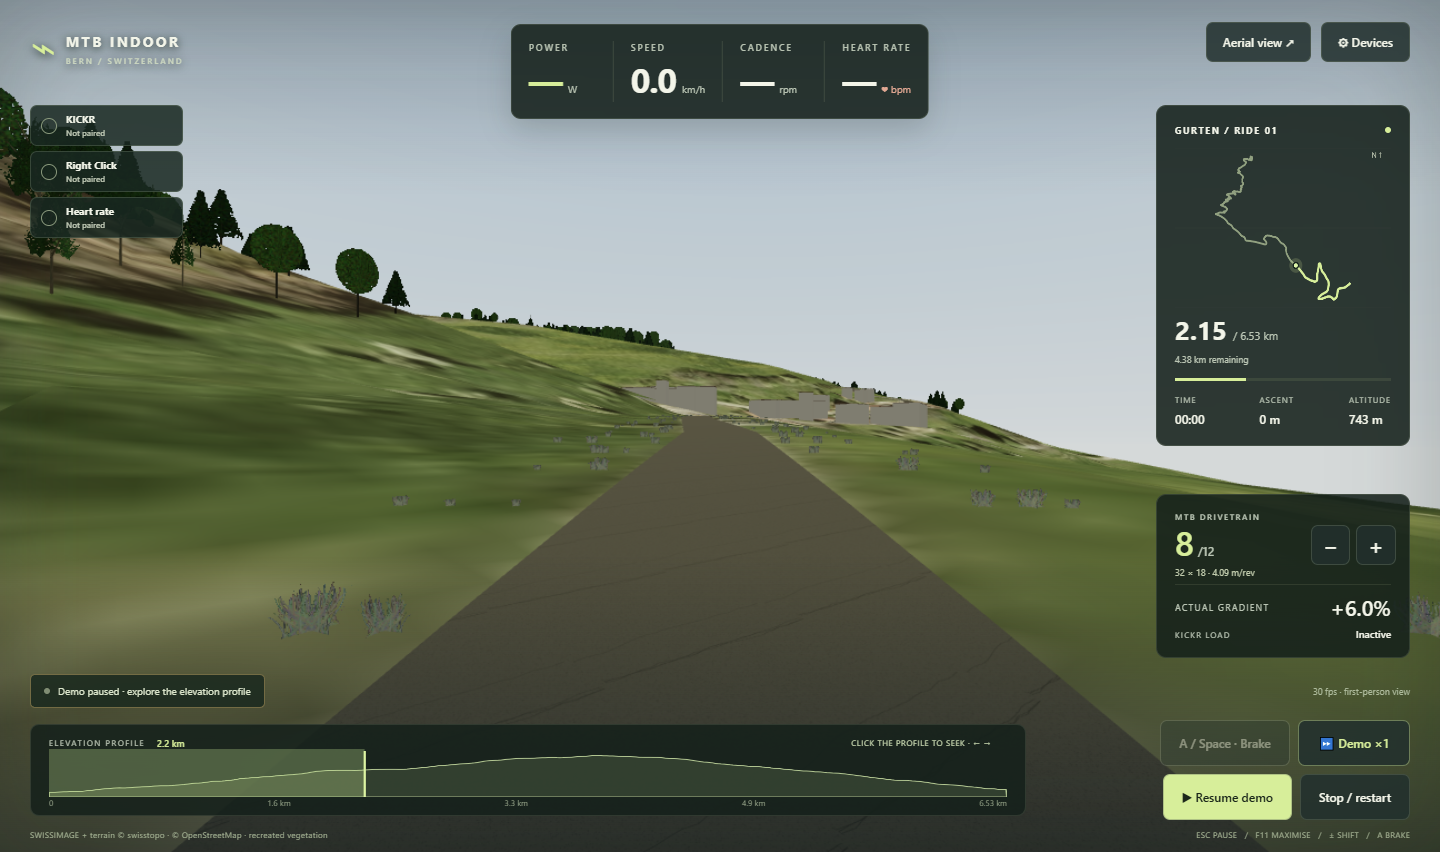 MTB INDOOR
BERN / SWITZERLAND
POWER
W
SPEED
0.0 km/h
CADENCE
rpm
HEART RATE
♥ bpm
Aerial view ↗
⚙ Devices
KICKR
Not paired
Right Click
Not paired
Heart rate
Not paired
GURTEN / RIDE 01
N ↑
2.15 / 6.53 km
4.38 km remaining
TIME ASCENT ALTITUDE
00:00 0 m 743 m
MTB DRIVETRAIN
8 /12
− +
32 × 18 · 4.09 m/rev
ACTUAL GRADIENT +6.0%
KICKR LOAD Inactive
30 fps · first-person view
Demo paused · explore the elevation profile
ELEVATION PROFILE 2.2 km
CLICK THE PROFILE TO SEEK · ← →
0 1.6 km 3.3 km 4.9 km 6.53 km
A / Space · Brake
⏩ Demo ×1
▶ Resume demo
Stop / restart
SWISSIMAGE + terrain © swisstopo · © OpenStreetMap · recreated vegetation
ESC PAUSE / F11 MAXIMISE / ± SHIFT / A BRAKE